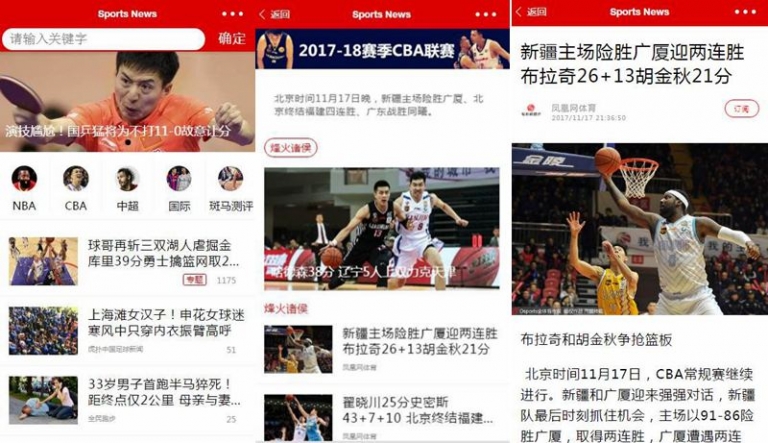 Sports News
•••
请输入关键字
确定
演技尴尬！国乒猛将为不打11-0故意让分
NBA
CBA
中超
国际
斑马测评
球哥再斩三双湖人虐掘金
库里39分勇士擒篮网取2...
专题
1175
上海滩女汉子！申花女球迷
寒风中只穿内衣振臂高呼
虎扑中国足球新闻
51
33岁男子首跑半马猝死！
距终点仅2公里 母亲与妻...
全民跑步
25
返回
Sports News
•••
2017-18赛季CBA联赛
北京时间11月17日晚，新疆主场险胜广厦、北
京终结福建四连胜、广东战胜同曦。
烽火诸侯
哈德森38分 辽宁5人上双力克天津
烽火诸侯
新疆主场险胜广厦迎两连胜
布拉奇26+13胡金秋21分
凤凰网体育
翟晓川25分史密斯
43+7+10 北京终结福建...
凤凰网体育
返回
Sports News
•••
新疆主场险胜广厦迎两连胜
布拉奇26+13胡金秋21分
凤凰网体育
2017/11/17 21:36:50
订阅
布拉奇和胡金秋争抢篮板
北京时间11月17日，CBA常规赛继续
进行。新疆和广厦迎来强强对话，新疆
队最后时刻抓住机会，主场以91-86险
胜广厦，取得两连胜，广厦遭遇两连